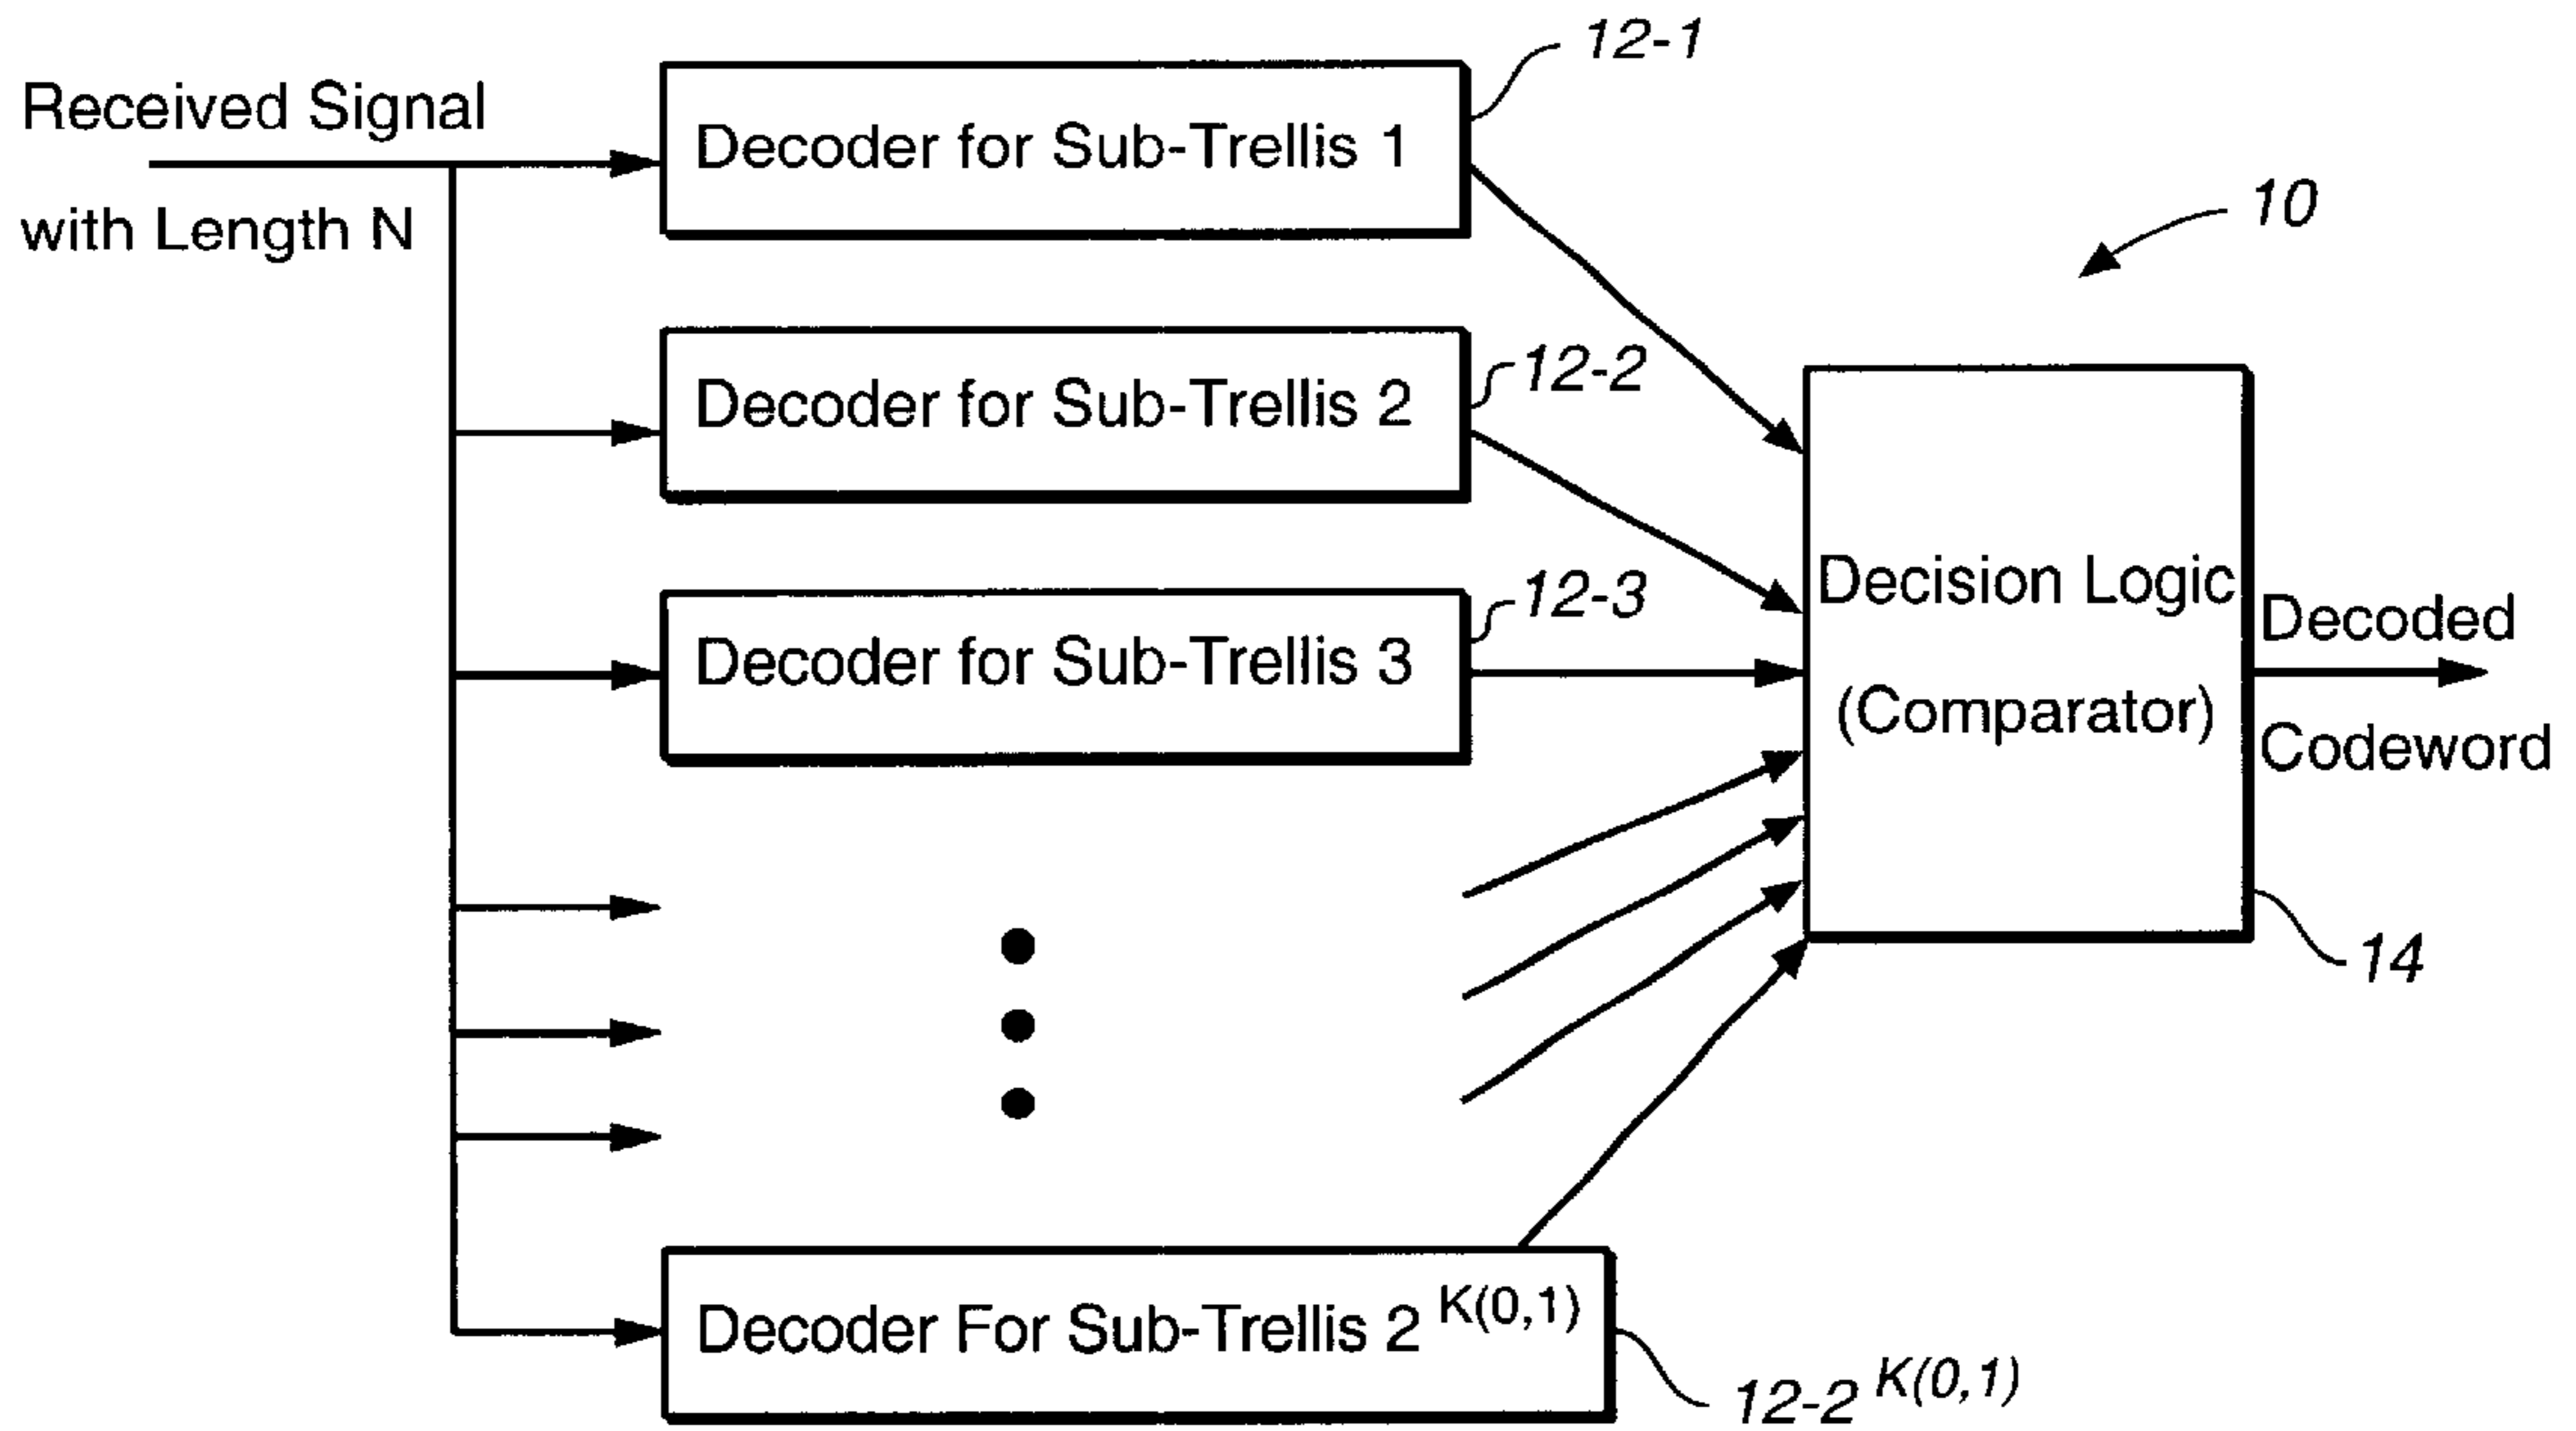 12-1
Received Signal
Decoder for Sub-Trellis 1
with Length N
10
12-2
Decoder for Sub-Trellis 2
12-3
Decoder for Sub-Trellis 3
Decision Logic
(Comparator)
Decoded
Codeword
14
Decoder For Sub-Trellis 2 K(0,1)
12-2 K(0,1)